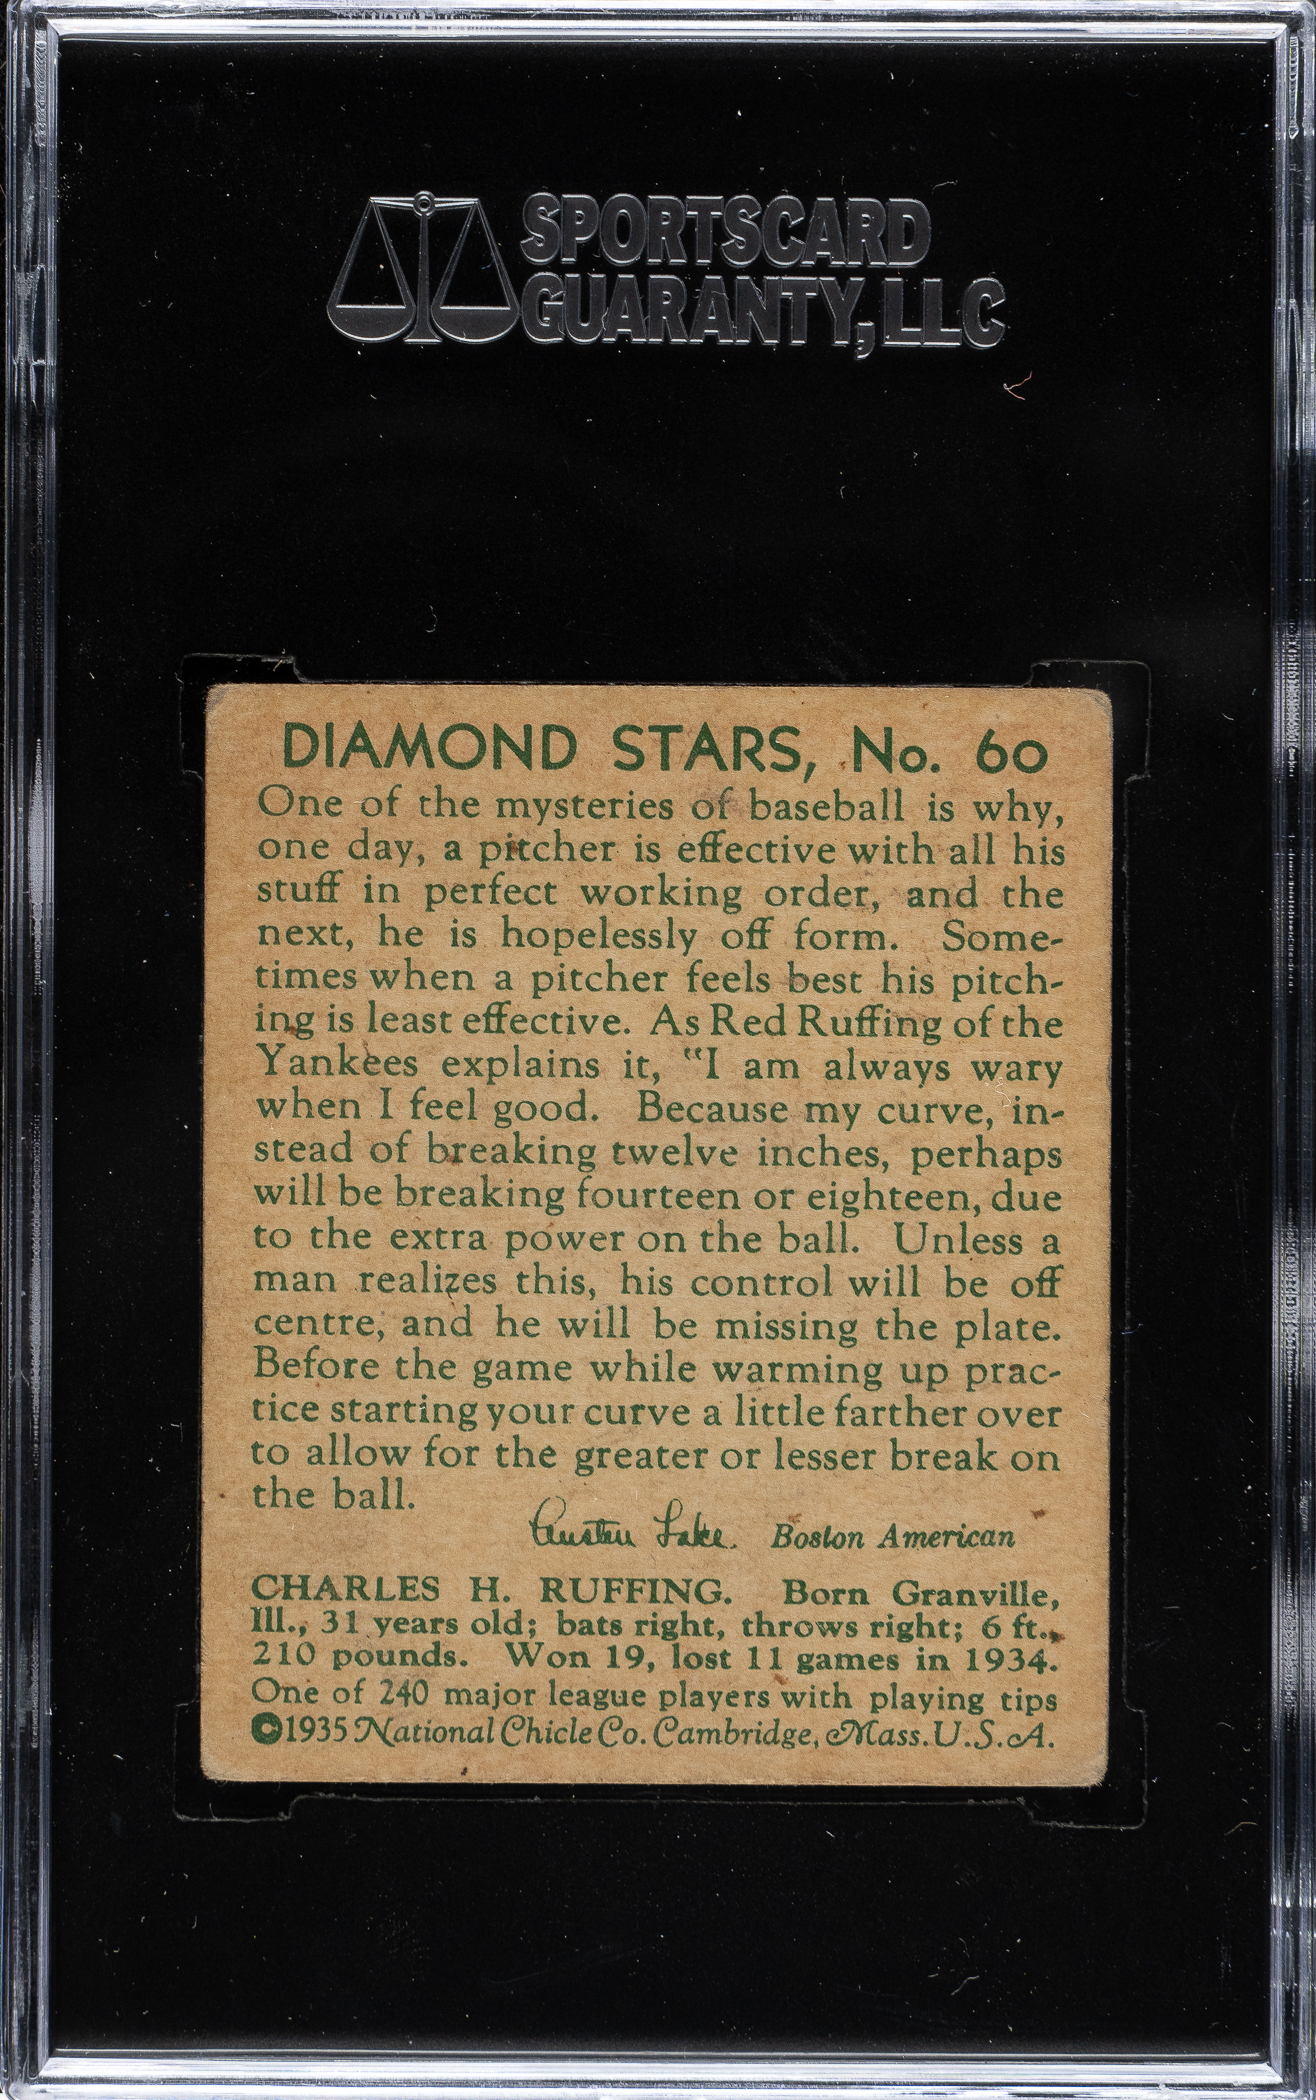 SPORTSCARD
GUARANTY, LLC
DIAMOND STARS, No. 60
One of the mysteries of baseball is why,
one day, a pitcher is effective with all his
stuff in perfect working order, and the
next, he is hopelessly off form. Some-
times when a pitcher feels best his pitch-
ing is least effective. As Red Ruffing of the
Yankees explains it, "I am always wary
when I feel good. Because my curve, in-
stead of breaking twelve inches, perhaps
will be breaking fourteen or eighteen, due
to the extra power on the ball. Unless a
man realizes this, his control will be off
centre, and he will be missing the plate.
Before the game while warming up prac-
tice starting your curve a little farther over
to allow for the greater or lesser break on
the ball.
Austen Lake. Boston American
CHARLES H. RUFFING. Born Granville,
Ill., 31 years old; bats right, throws right; 6 ft.,
210 pounds. Won 19, lost 11 games in 1934.
One of 240 major league players with playing tips
©1935 National Chicle Co. Cambridge, Mass. U.S.A.